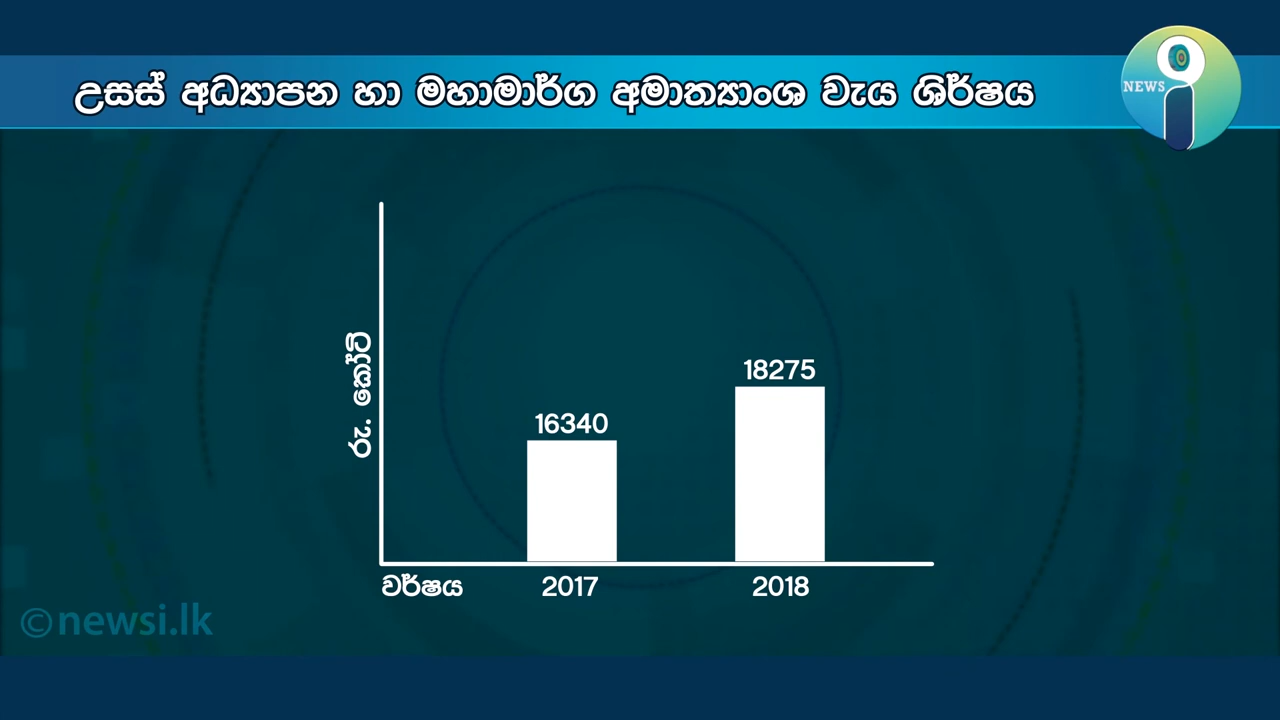 උසස් අධ්‍යාපන හා මහාමාර්ග අමාත්‍යාංශ වැය ශිර්ෂය
NEWS
රු. කෝටි
16340
18275
වර්ෂය 2017 2018
©newsi.lk